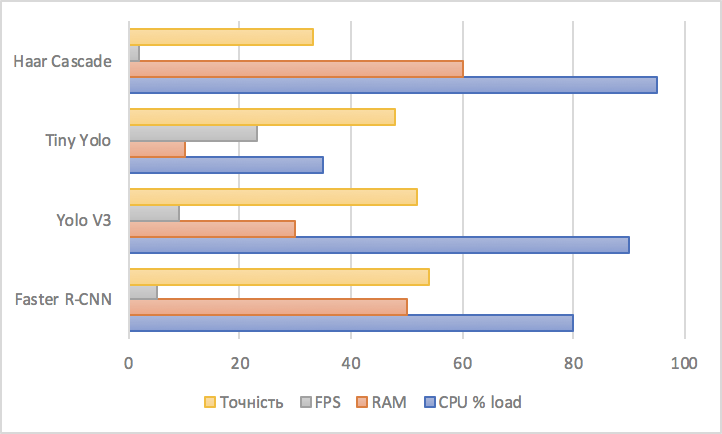 Haar Cascade
Tiny Yolo
Yolo V3
Faster R-CNN
0 20 40 60 80 100
Точність FPS RAM CPU % load